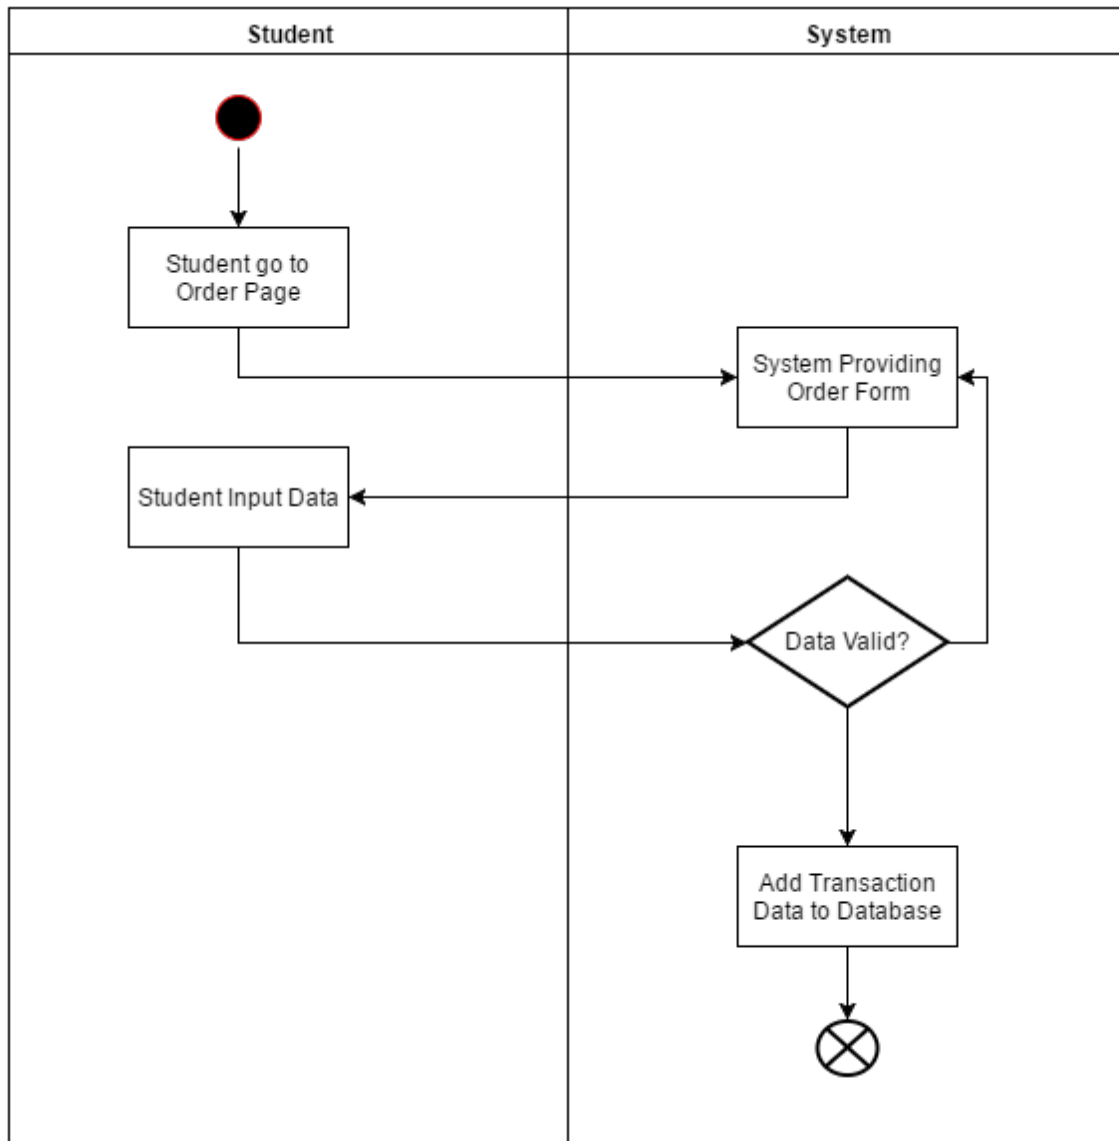 Student
System
Student go to
Order Page
System Providing
Order Form
Student Input Data
Data Valid?
Add Transaction
Data to Database